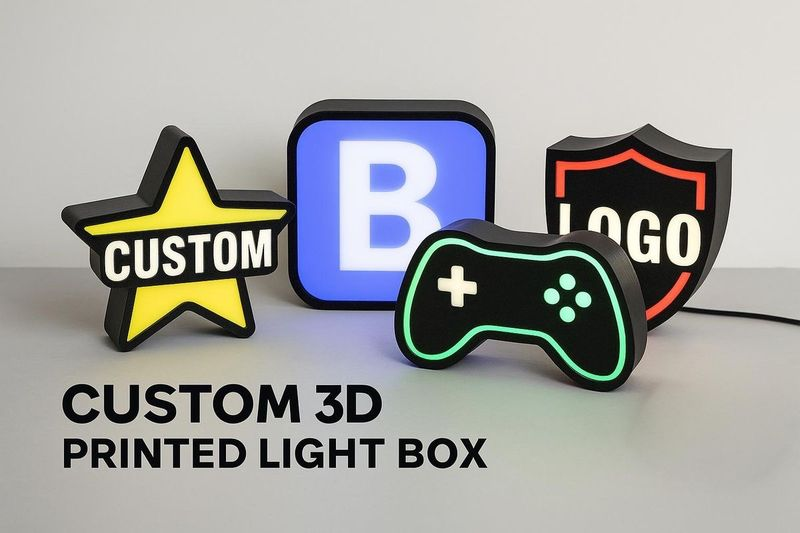 CUSTOM
B
LOGO
CUSTOM 3D
PRINTED LIGHT BOX